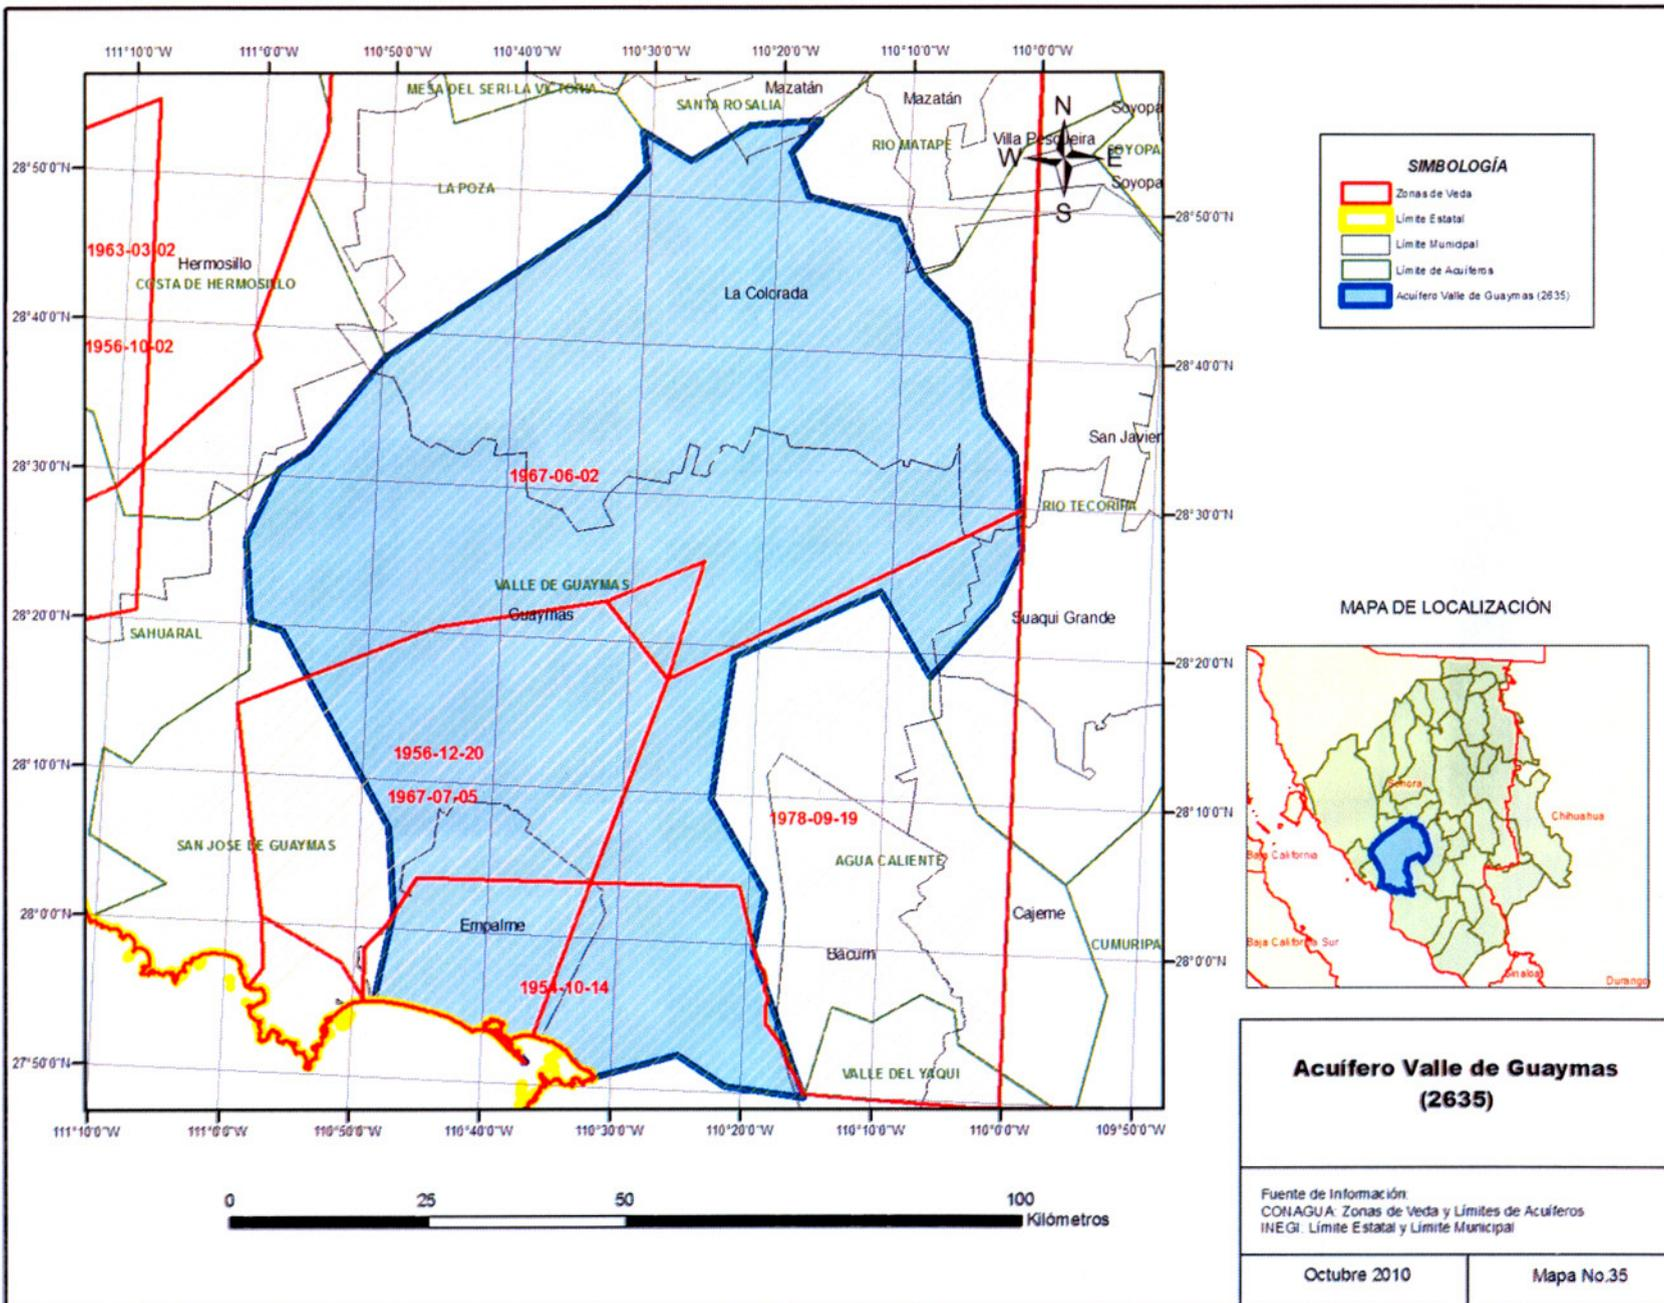 111°10'0"W 111°0'0"W 110°50'0"W 110°40'0"W 110°30'0"W 110°20'0"W 110°10'0"W 110°0'0"W
MESA DEL SERI-LA VICTORIA
SANTA ROSALIA
Mazatán
Mazatán
RIO MATAPE
Villa Pesqueira
Soyopa
SOYOPA
Soyopa
N
W E
S
28°50'0"N
28°50'0"N
LA POZA
1963-03-02
Hermosillo
COSTA DE HERMOSILLO
La Colorada
28°40'0"N
28°40'0"N
1956-10-02
San Javier
28°30'0"N
28°30'0"N
1967-06-02
RIO TECORIPA
VALLE DE GUAYMAS
Guaymas
28°20'0"N
28°20'0"N
SAHUARAL
Suaqui Grande
28°10'0"N
28°10'0"N
1956-12-20
1967-07-05
1978-09-19
SAN JOSE DE GUAYMAS
AGUA CALIENTE
28°0'0"N
28°0'0"N
Empalme
Cajeme
CUMURIPA
Bácum
1954-10-14
27°50'0"N
VALLE DEL YAQUI
111°10'0"W 111°0'0"W 110°50'0"W 110°40'0"W 110°30'0"W 110°20'0"W 110°10'0"W 110°0'0"W 109°50'0"W
0 25 50 100
Kilómetros
SIMBOLOGÍA
Zonas de Veda
Límite Estatal
Límite Municipal
Límite de Acuíferos
Acuífero Valle de Guaymas (2635)
MAPA DE LOCALIZACIÓN
Sonora
Chihuahua
Baja California
Baja California Sur
Sinaloa
Durango
Acuífero Valle de Guaymas
(2635)
Fuente de Información:
CONAGUA: Zonas de Veda y Límites de Acuíferos
INEGI: Límite Estatal y Límite Municipal
Octubre 2010
Mapa No.35